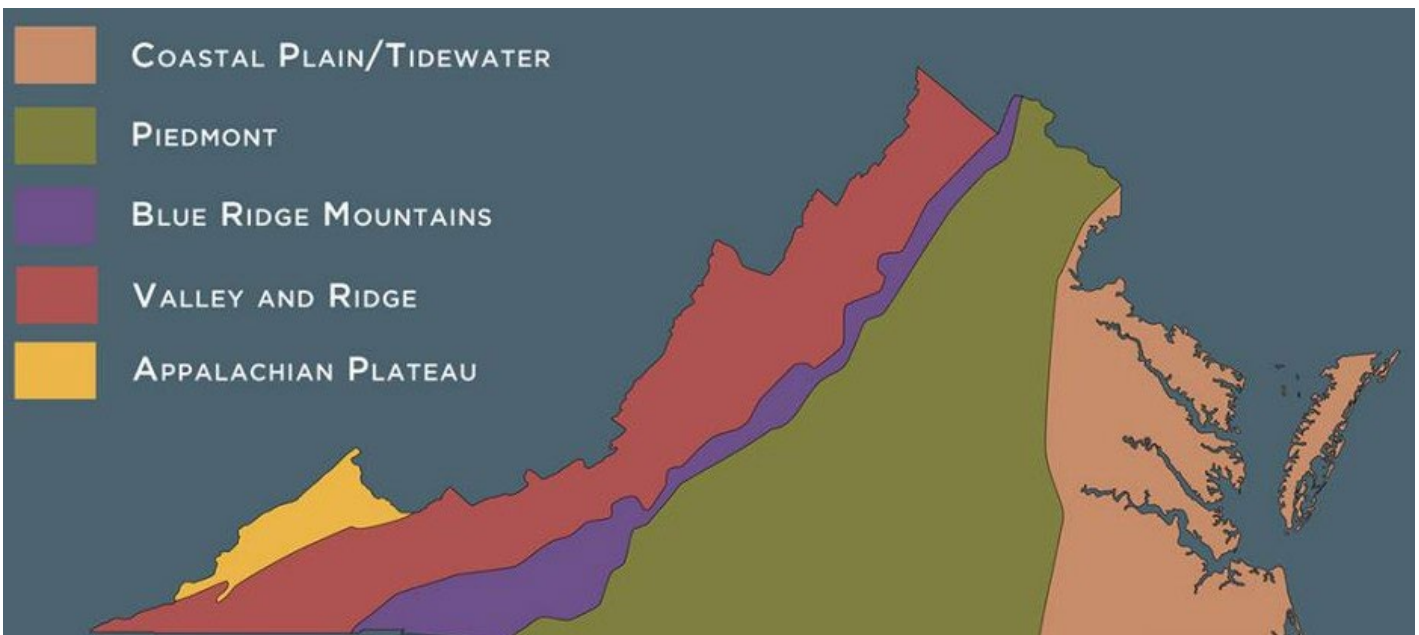 Coastal Plain/Tidewater
Piedmont
Blue Ridge Mountains
Valley and Ridge
Appalachian Plateau